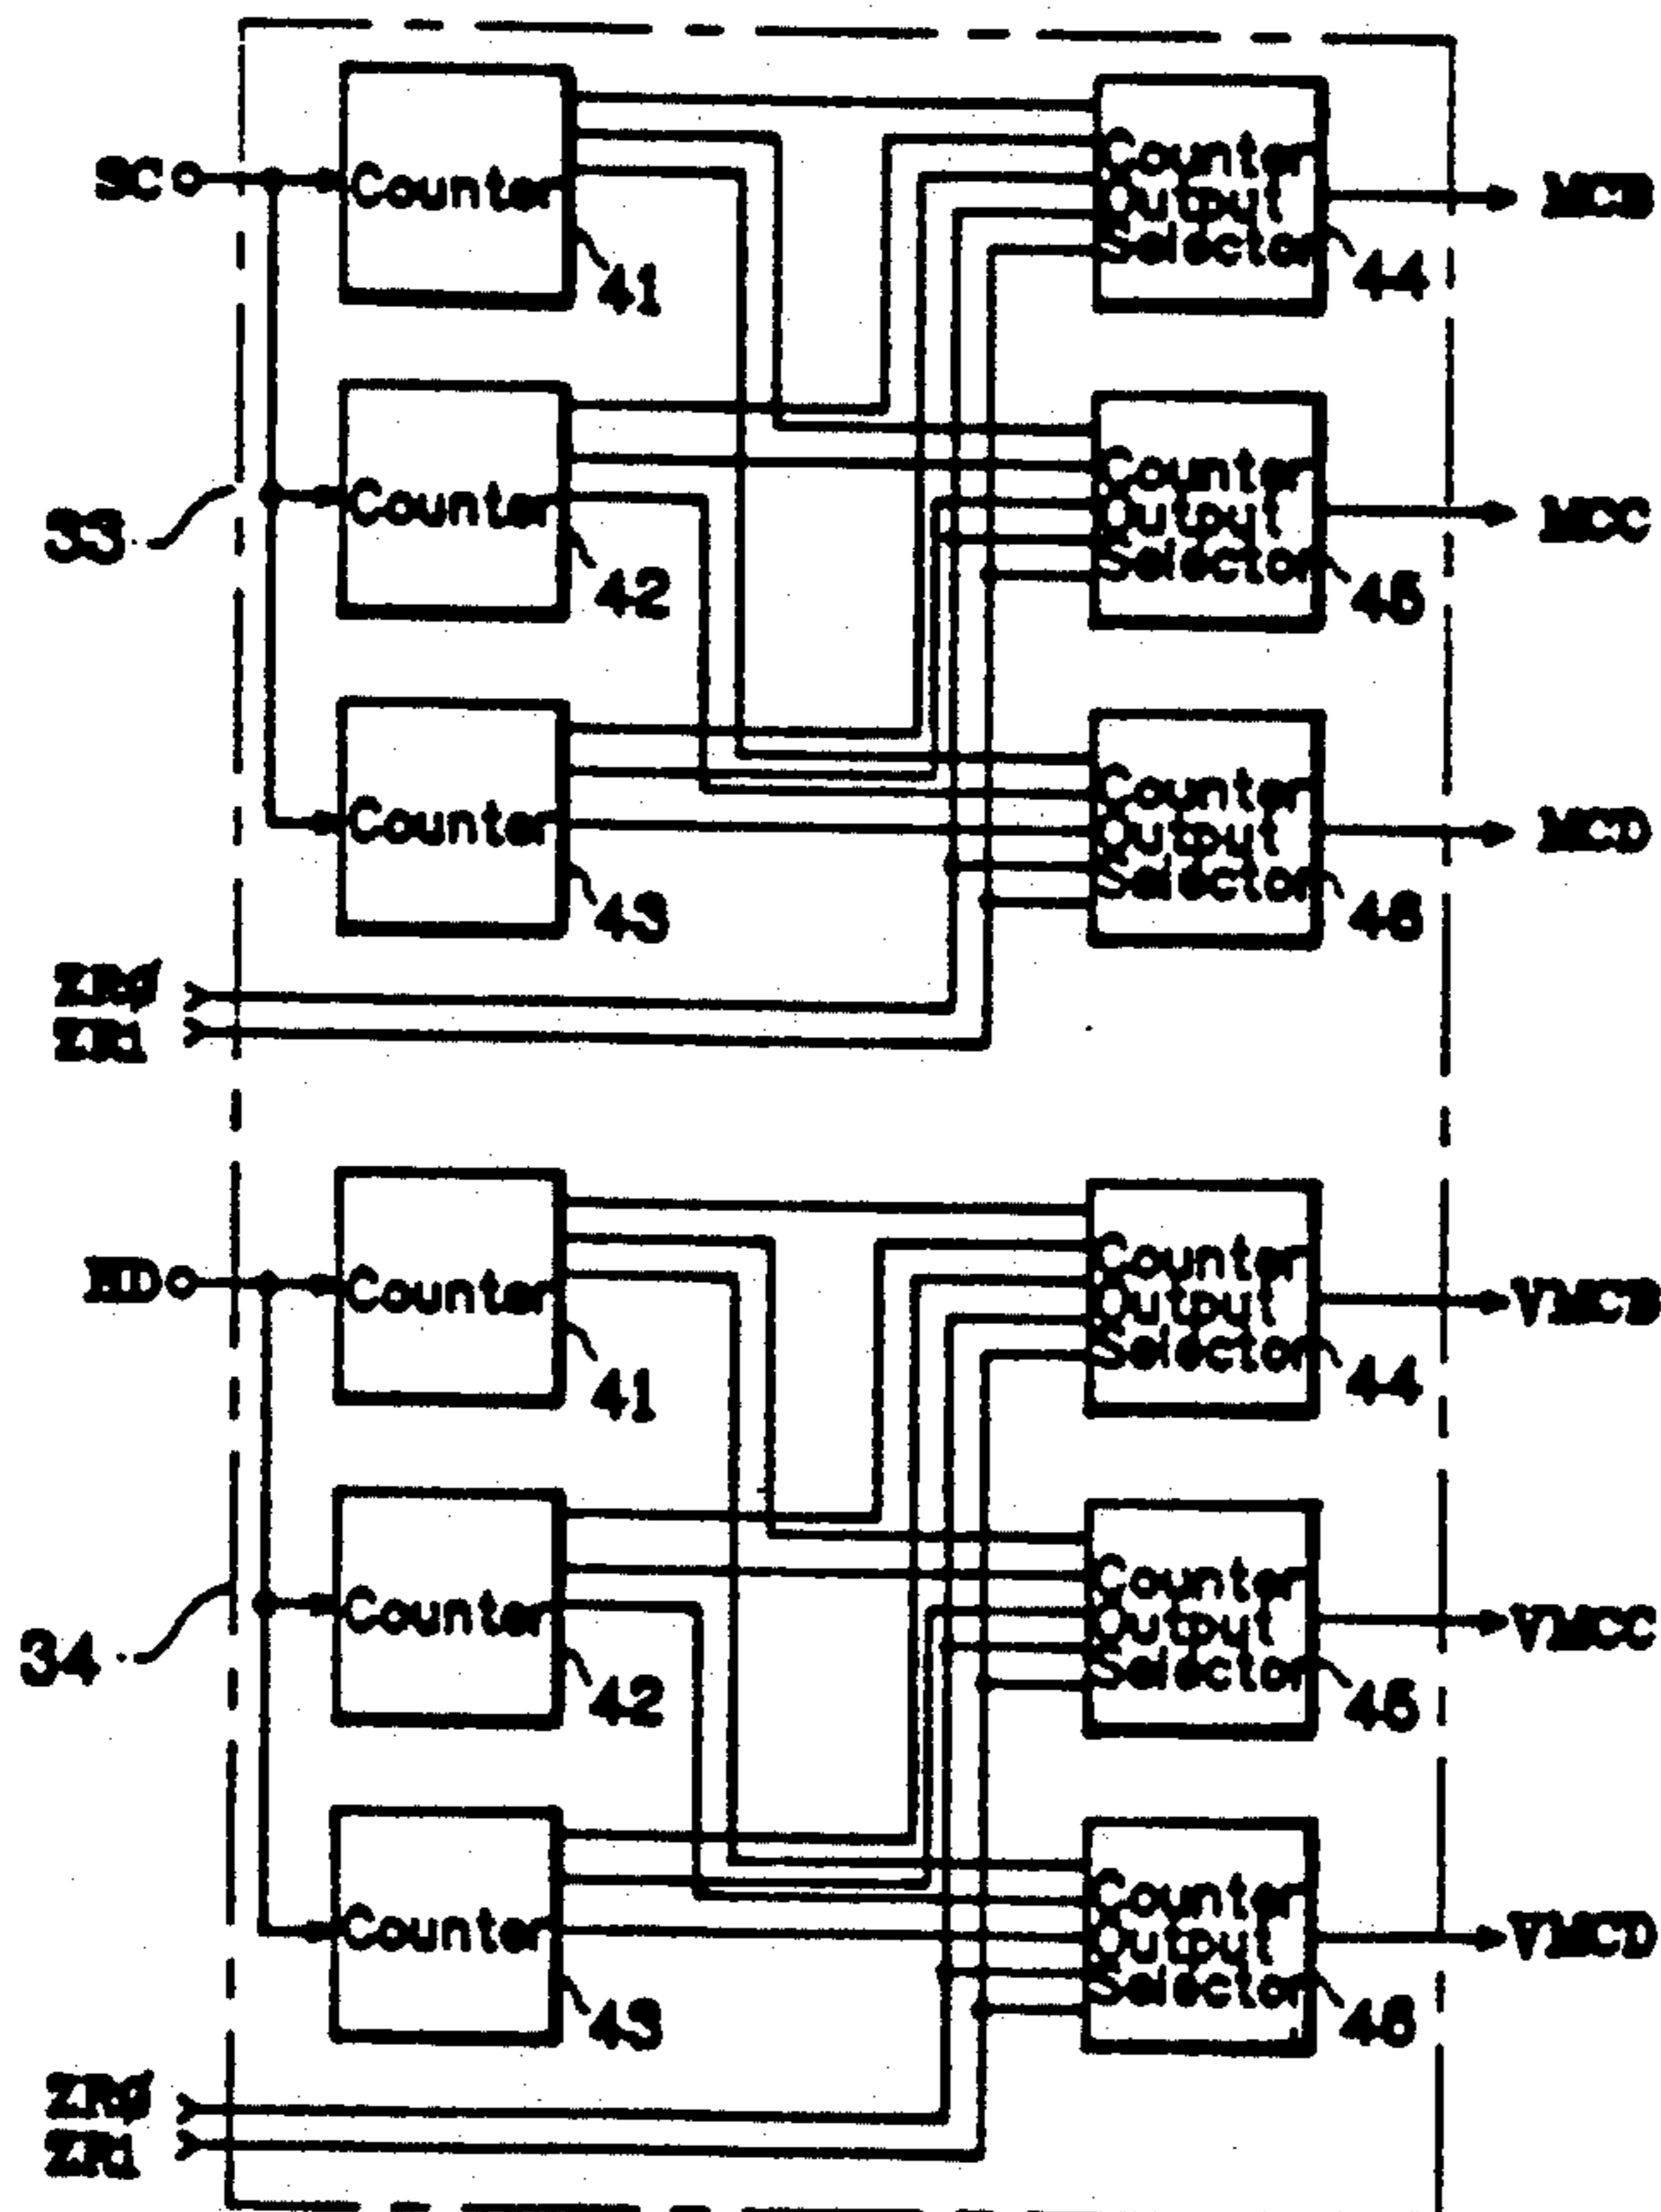 SC
Counter
41
Counter
Output
Selector
44
MCB
33
Counter
42
Counter
Output
Selector
45
MCC
Counter
43
Counter
Output
Selector
46
MCD
ZR0
ZR1
HD
Counter
41
Counter
Output
Selector
44
VMCB
34
Counter
42
Counter
Output
Selector
45
VMCC
Counter
43
Counter
Output
Selector
46
VMCD
ZR0
ZR1